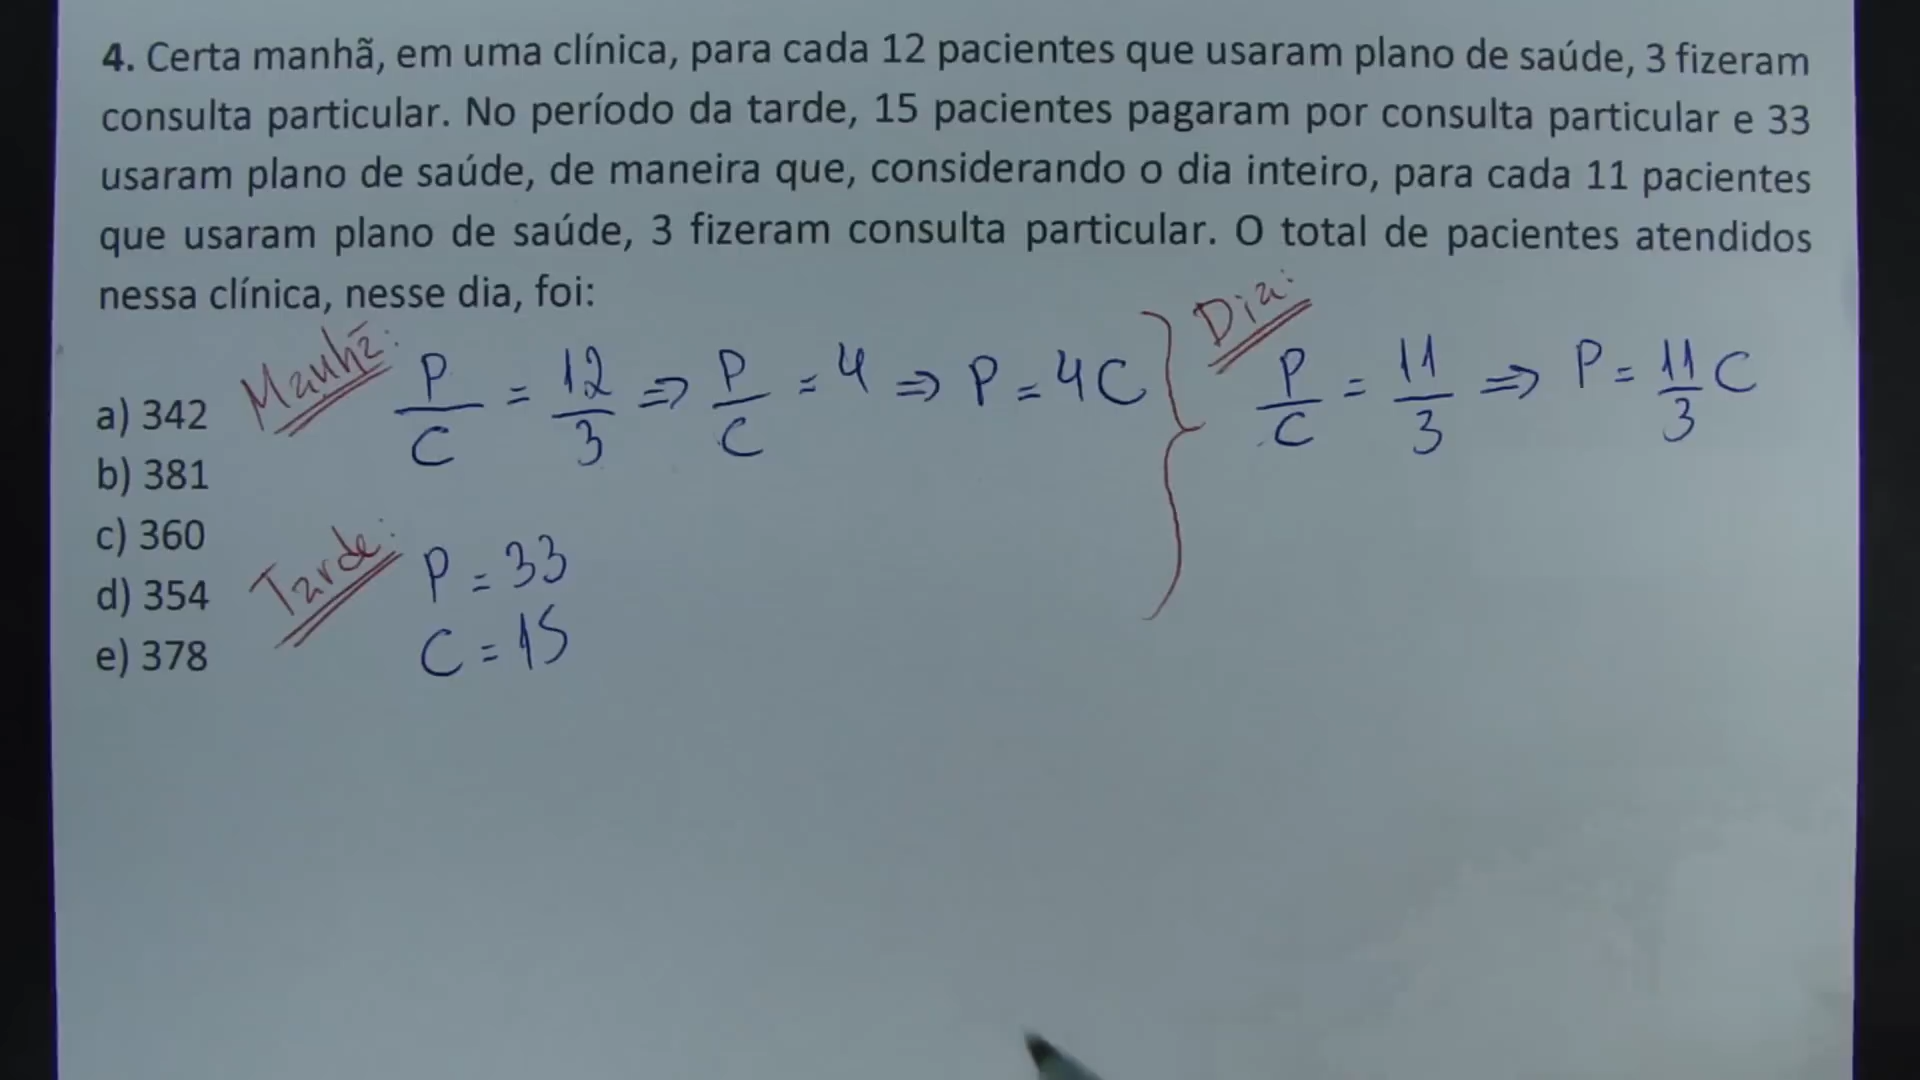 4. Certa manhã, em uma clínica, para cada 12 pacientes que usaram plano de saúde, 3 fizeram
consulta particular. No período da tarde, 15 pacientes pagaram por consulta particular e 33
usaram plano de saúde, de maneira que, considerando o dia inteiro, para cada 11 pacientes
que usaram plano de saúde, 3 fizeram consulta particular. O total de pacientes atendidos
nessa clínica, nesse dia, foi:
a) 342
b) 381
c) 360
d) 354
e) 378
Manhã:
P/C = 12/3 ⇒ P/C = 4 ⇒ P = 4C
Tarde:
P = 33
C = 15
Dia:
P/C = 11/3 ⇒ P = 11/3 C